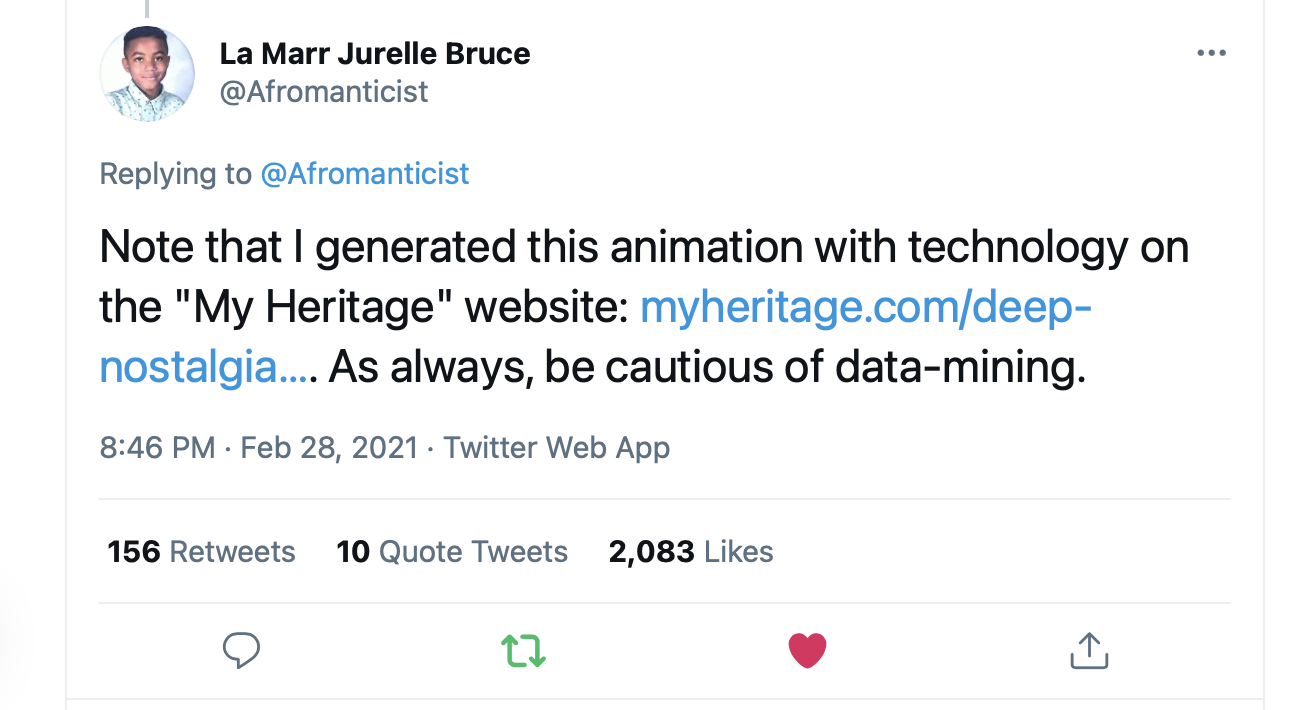 La Marr Jurelle Bruce
@Afromanticist
Replying to @Afromanticist
Note that I generated this animation with technology on
the "My Heritage" website: myheritage.com/deep-
nostalgia.... As always, be cautious of data-mining.
8:46 PM · Feb 28, 2021 · Twitter Web App
156 Retweets 10 Quote Tweets 2,083 Likes